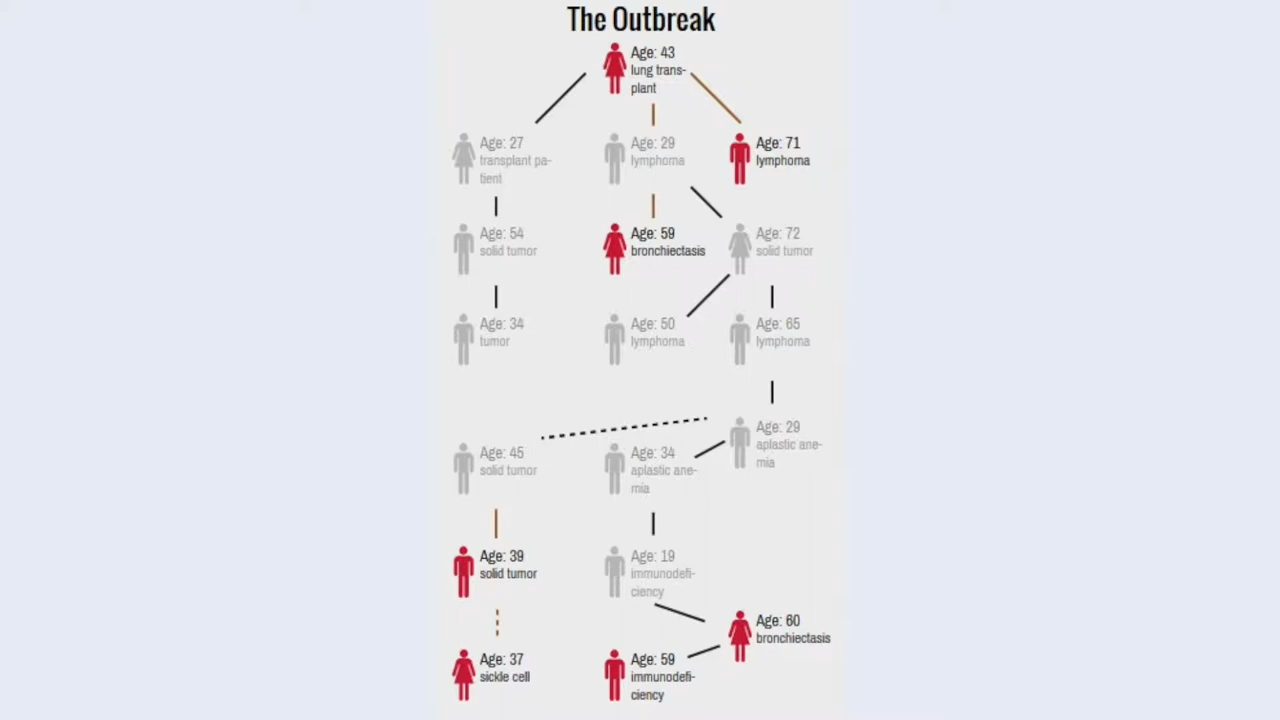 The Outbreak
Age: 43
lung trans-
plant
Age: 27
transplant pa-
tient
Age: 29
lymphoma
Age: 71
lymphoma
Age: 54
solid tumor
Age: 59
bronchiectasis
Age: 72
solid tumor
Age: 34
tumor
Age: 50
lymphoma
Age: 65
lymphoma
Age: 29
aplastic ane-
mia
Age: 45
solid tumor
Age: 34
aplastic ane-
mia
Age: 39
solid tumor
Age: 19
immunodefi-
ciency
Age: 60
bronchiectasis
Age: 37
sickle cell
Age: 59
immunodefi-
ciency